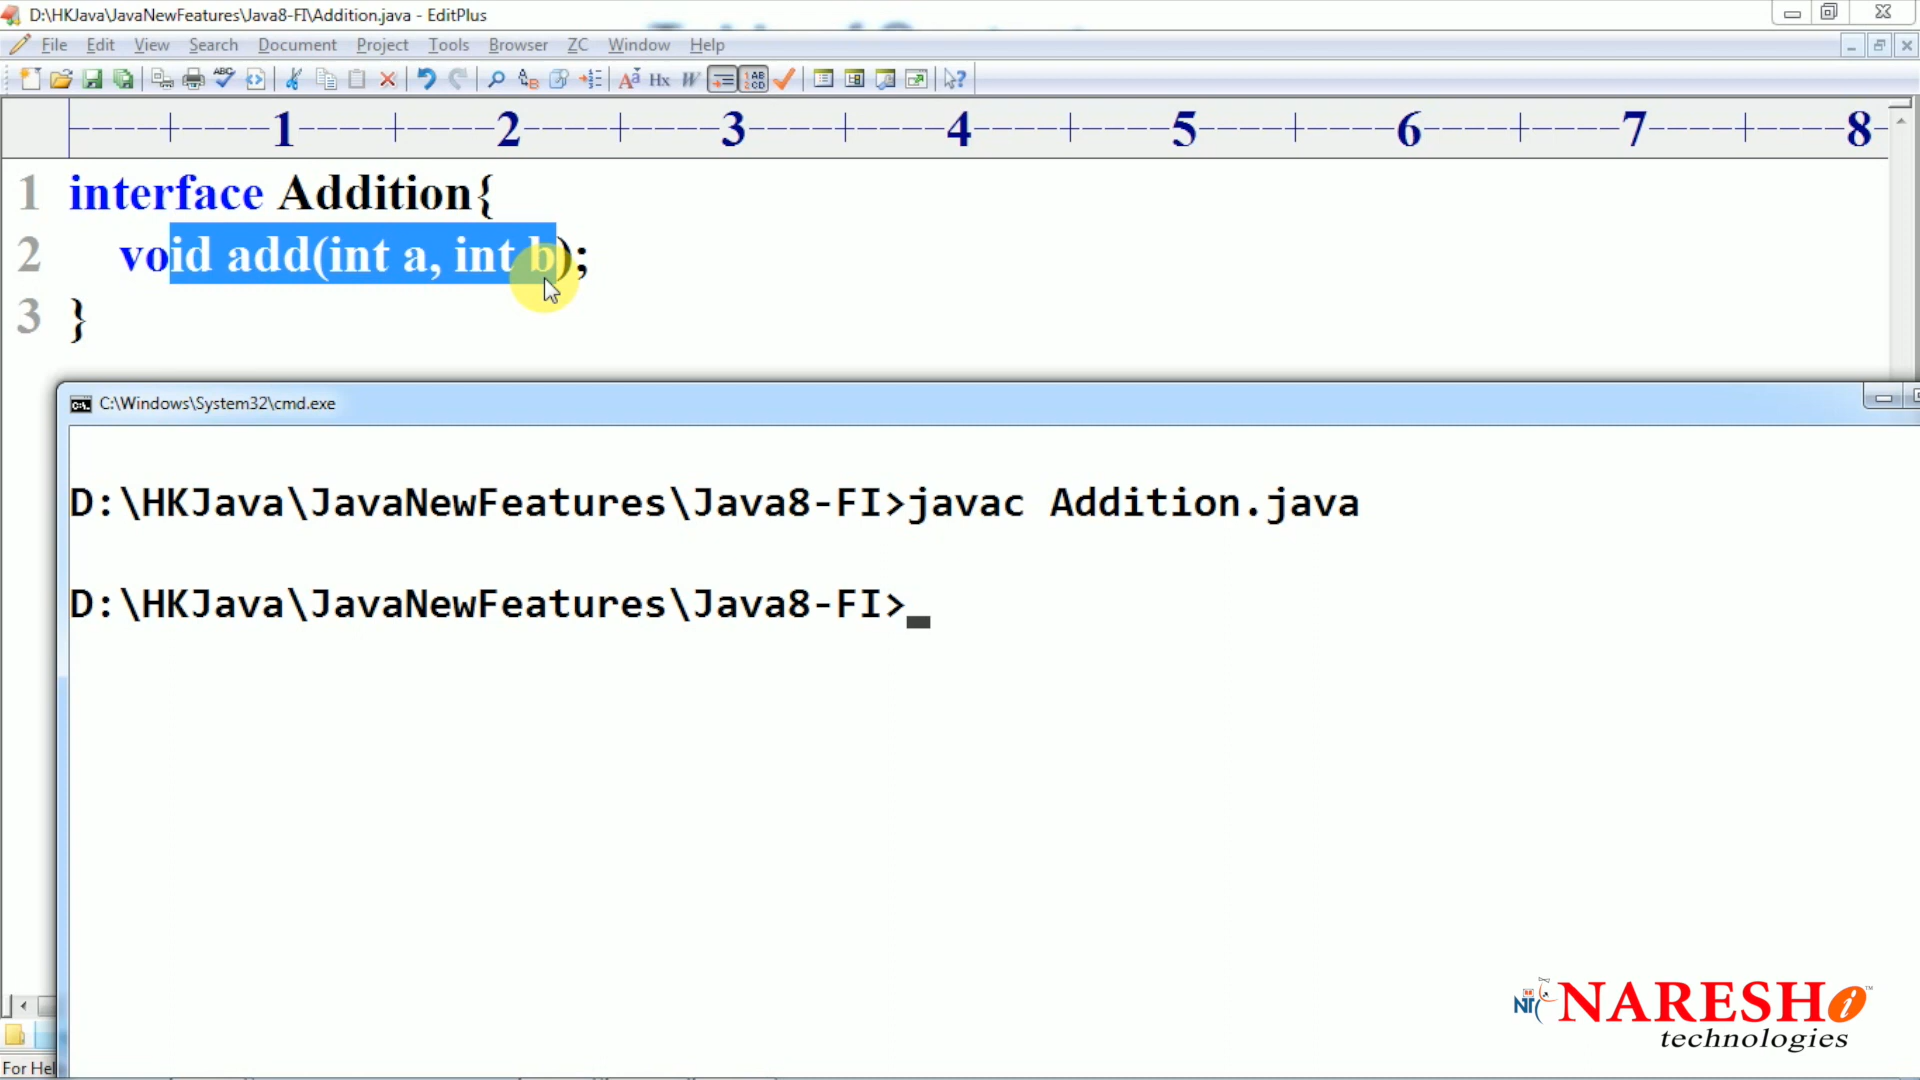 D:\HKJava\JavaNewFeatures\Java8-FI\Addition.java - EditPlus
File Edit View Search Document Project Tools Browser ZC Window Help
1 2 3 4 5 6 7 8
1 interface Addition{
2 void add(int a, int b);
3 }
C:\Windows\System32\cmd.exe
D:\HKJava\JavaNewFeatures\Java8-FI>javac Addition.java
D:\HKJava\JavaNewFeatures\Java8-FI>
NARESH i
technologies
For Hel